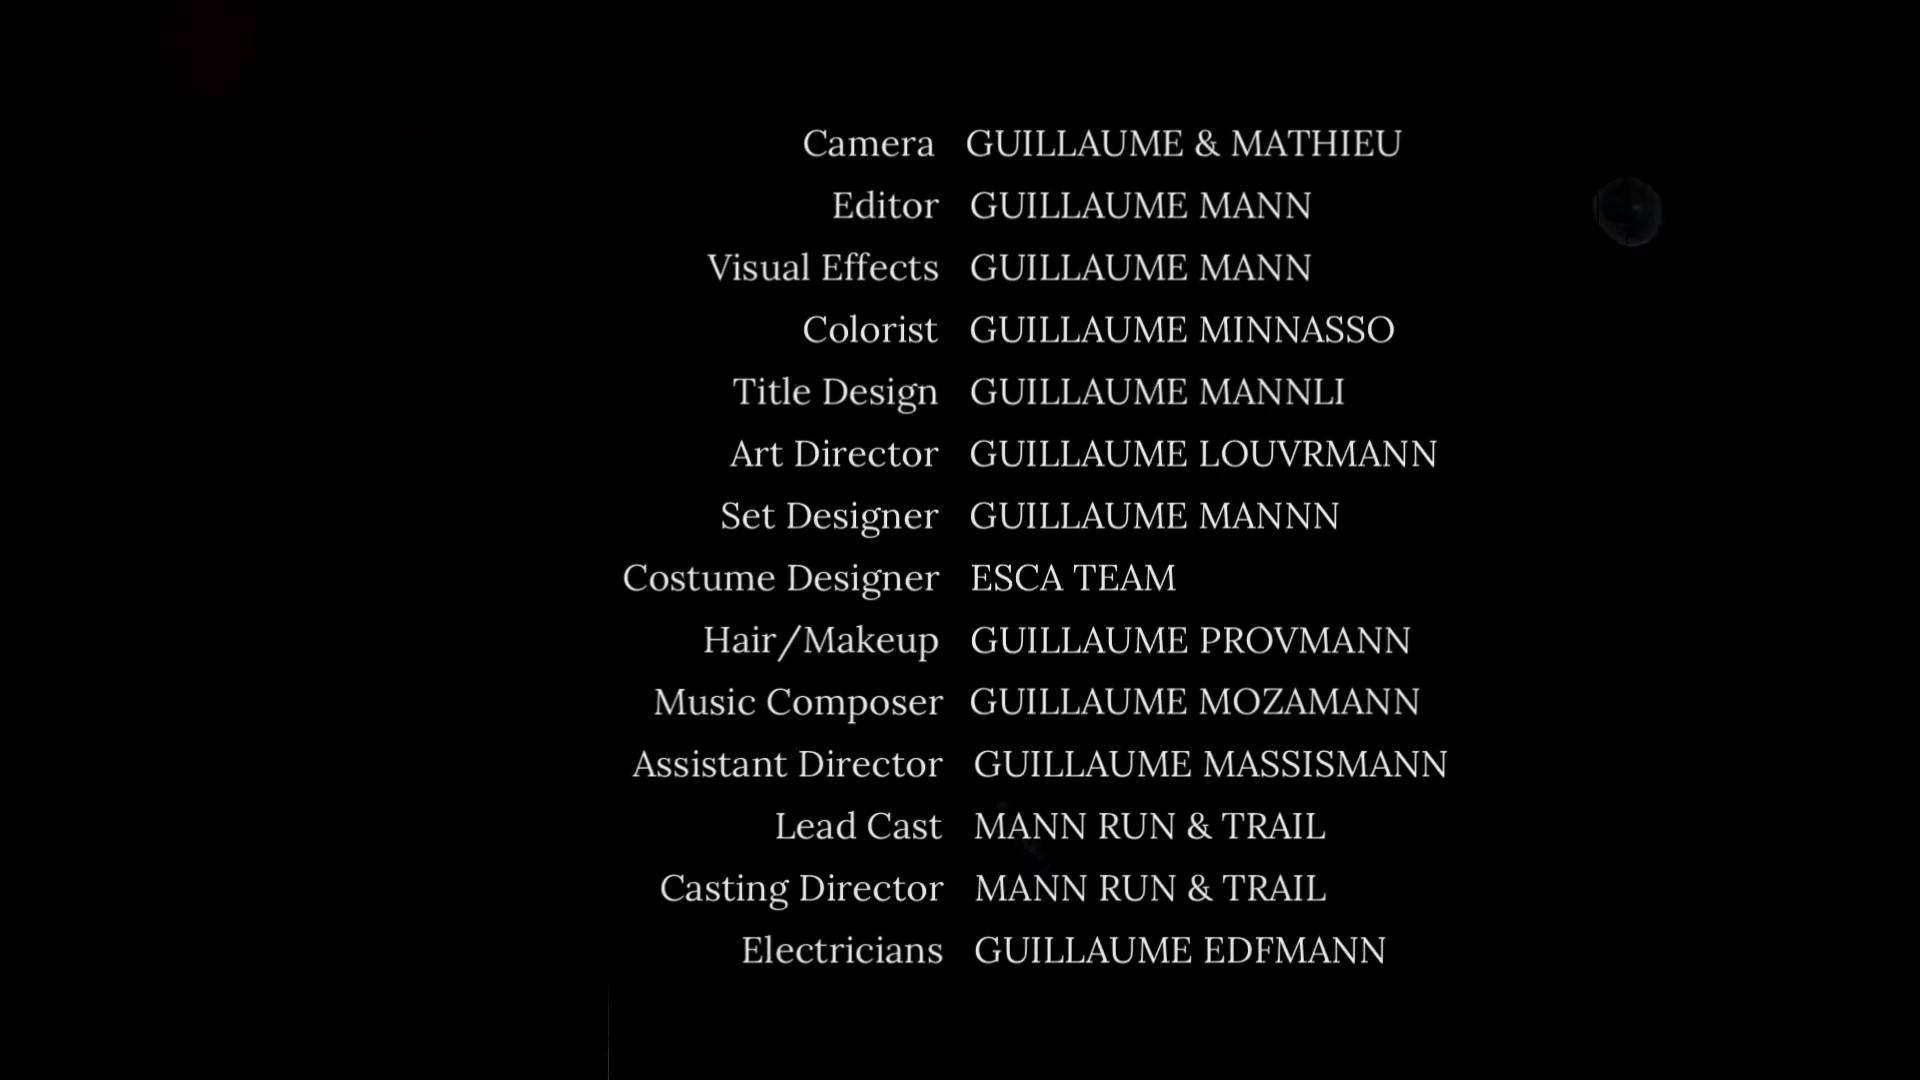 Camera GUILLAUME & MATHIEU
Editor GUILLAUME MANN
Visual Effects GUILLAUME MANN
Colorist GUILLAUME MINNASSO
Title Design GUILLAUME MANNLI
Art Director GUILLAUME LOUVRMANN
Set Designer GUILLAUME MANNN
Costume Designer ESCA TEAM
Hair/Makeup GUILLAUME PROVMANN
Music Composer GUILLAUME MOZAMANN
Assistant Director GUILLAUME MASSISMANN
Lead Cast MANN RUN & TRAIL
Casting Director MANN RUN & TRAIL
Electricians GUILLAUME EDFMANN